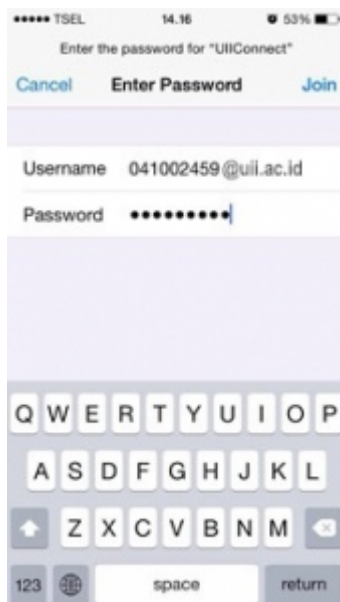 TSEL 14.16 53%
Enter the password for "UIIConnect"
Cancel Enter Password Join
Username 041002459@uii.ac.id
Password •••••••••
Q W E R T Y U I O P
A S D F G H J K L
Z X C V B N M
123 space return